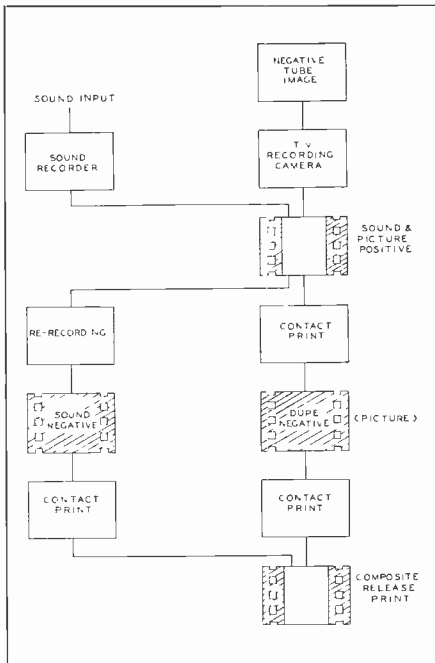 NEGATIVE
TUBE
IMAGE
SOUND INPUT
SOUND
RECORDER
T V
RECORDING
CAMERA
SOUND &
PICTURE
POSITIVE
RE-RECORDING
CONTACT
PRINT
SOUND
NEGATIVE
DUPE
NEGATIVE
(PICTURE)
CONTACT
PRINT
CONTACT
PRINT
COMPOSITE
RELEASE
PRINT